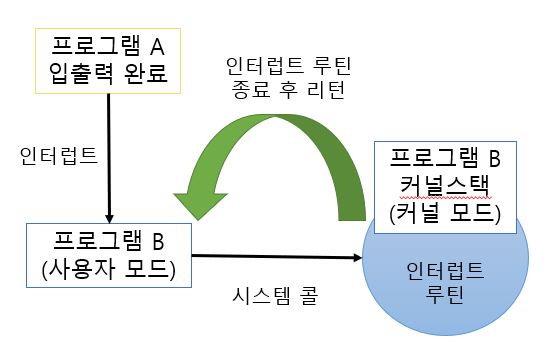 프로그램 A
입출력 완료
인터럽트 루틴
종료 후 리턴
인터럽트
프로그램 B
커널스택
(커널 모드)
프로그램 B
(사용자 모드)
인터럽트
루틴
시스템 콜